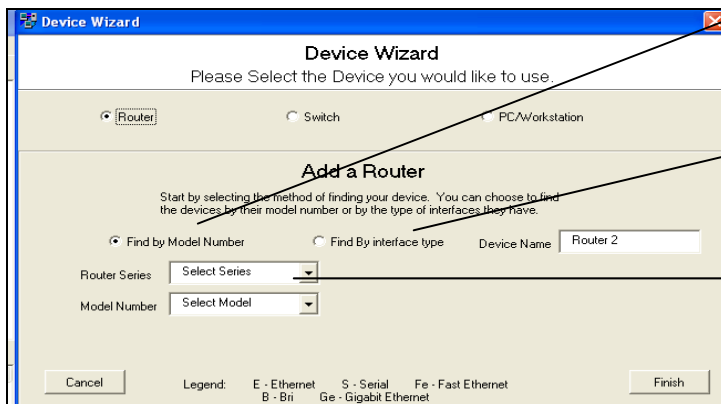 Device Wizard
Device Wizard
Please Select the Device you would like to use.
Router
Switch
PC/Workstation
Add a Router
Start by selecting the method of finding your device. You can choose to find
the devices by their model number or by the type of interfaces they have.
Find by Model Number
Find By interface type
Device Name
Router 2
Router Series
Select Series
Model Number
Select Model
Cancel
Legend: E - Ethernet S - Serial Fe - Fast Ethernet
B - Bri Ge - Gigabit Ethernet
Finish